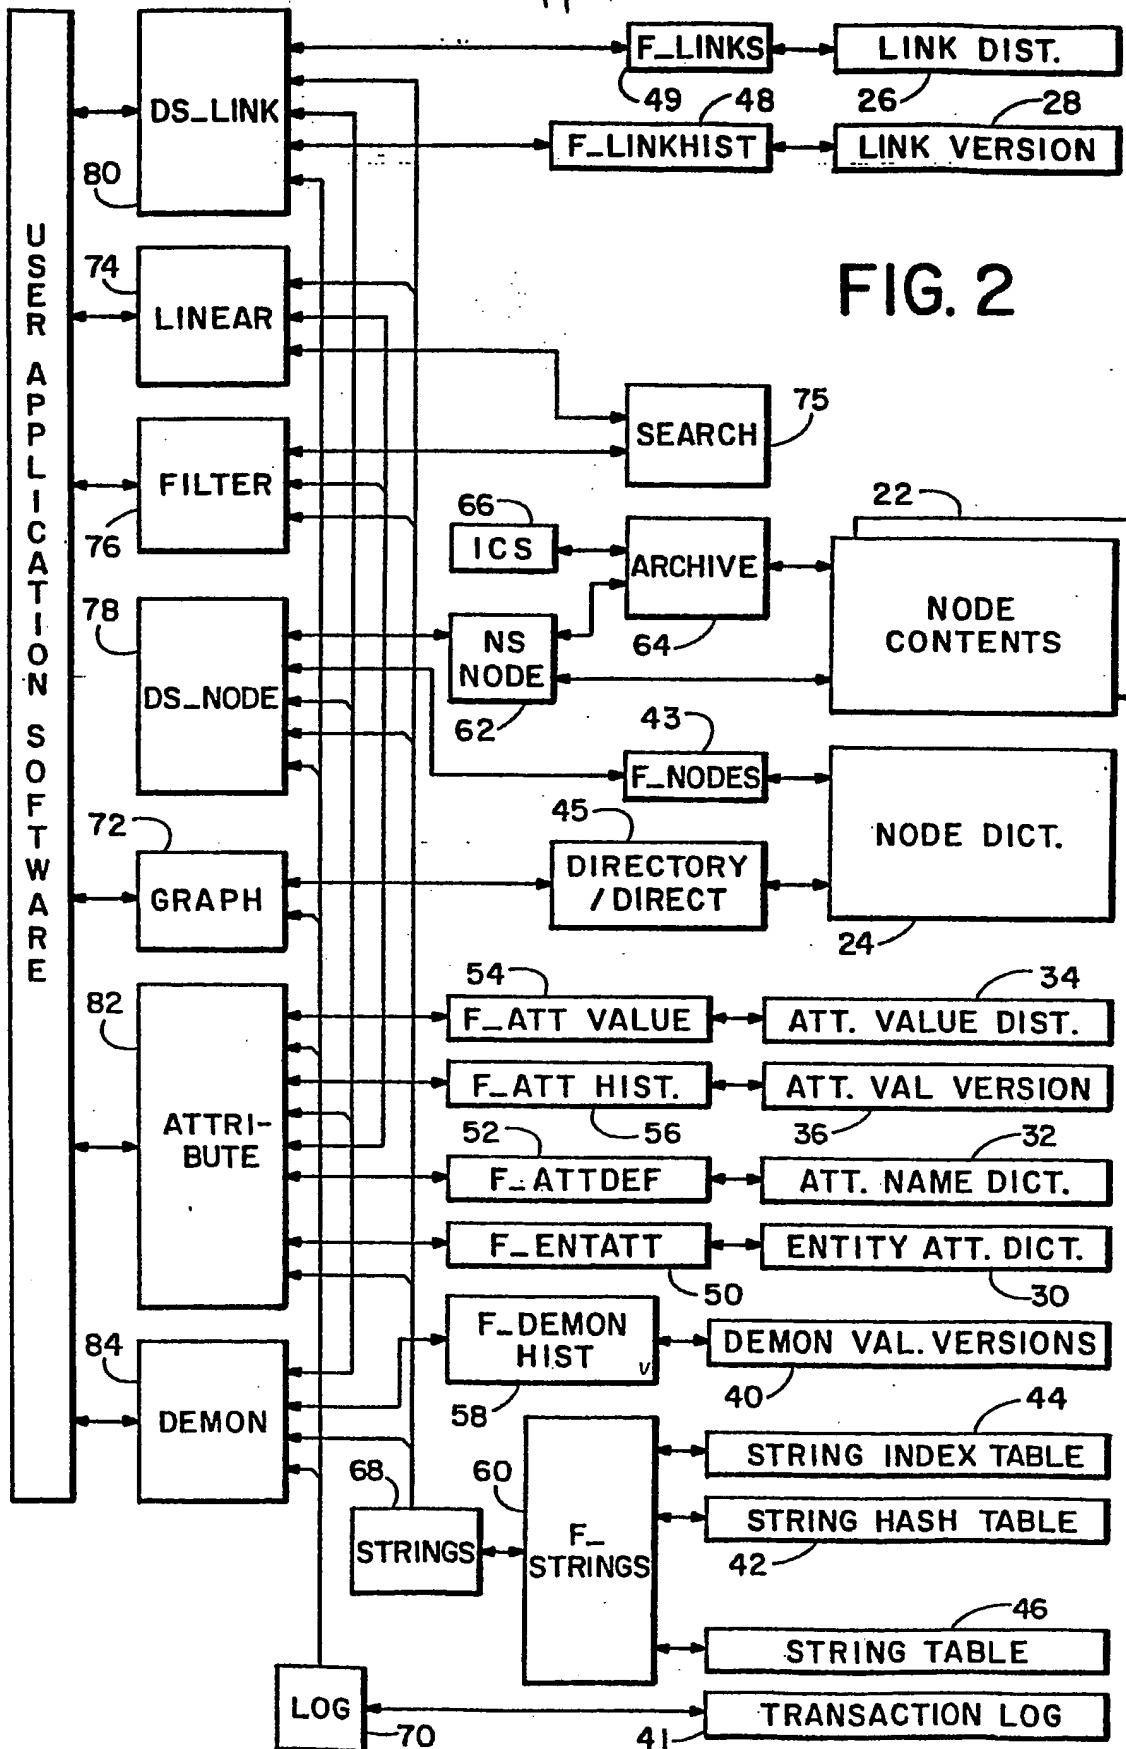 F_LINKS
LINK DIST.
49
48
26
28
DS_LINK
F_LINKHIST
LINK VERSION
80
USER APPLICATION SOFTWARE
FIG. 2
74
LINEAR
75
SEARCH
FILTER
76
66
ICS
22
ARCHIVE
64
NODE
CONTENTS
78
NS
NODE
62
DS_NODE
43
F_NODES
72
45
NODE DICT.
GRAPH
DIRECTORY
/DIRECT
24
82
54
34
F_ATT VALUE
ATT. VALUE DIST.
F_ATT HIST.
ATT. VAL VERSION
ATTRI-
BUTE
52
56
36
32
F_ATTDEF
ATT. NAME DICT.
F_ENTATT
ENTITY ATT. DICT.
50
30
84
F_DEMON
HIST
V
DEMON VAL. VERSIONS
58
40
DEMON
44
68
60
STRING INDEX TABLE
STRING HASH TABLE
42
STRINGS
F_
STRINGS
46
STRING TABLE
LOG
70
TRANSACTION LOG
41